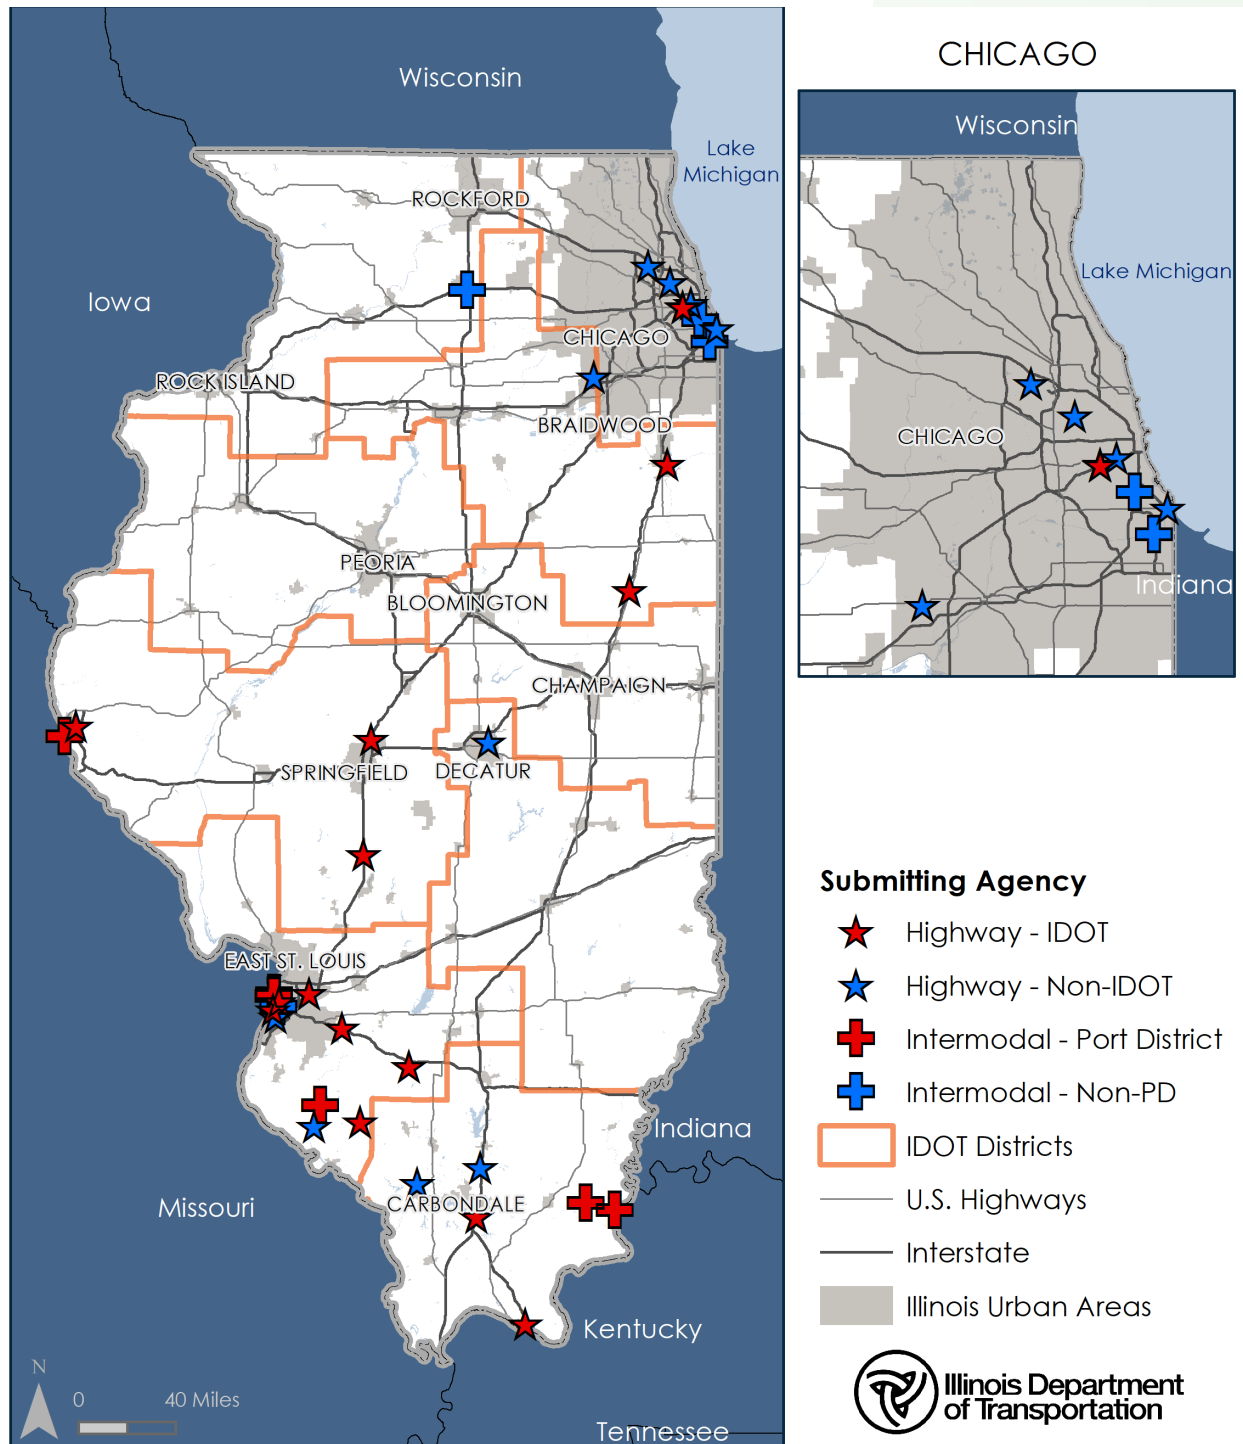 CHICAGO
Wisconsin
Lake
Michigan
ROCKFORD
Iowa
CHICAGO
ROCK ISLAND
BRAIDWOOD
PEORIA
BLOOMINGTON
CHAMPAIGN
SPRINGFIELD
DECATUR
EAST ST. LOUIS
Indiana
CARBONDALE
Missouri
Kentucky
N
0
40 Miles
Tennessee
Wisconsin
Lake Michigan
CHICAGO
Indiana
Submitting Agency
Highway - IDOT
Highway - Non-IDOT
Intermodal - Port District
Intermodal - Non-PD
IDOT Districts
U.S. Highways
Interstate
Illinois Urban Areas
Illinois Department
of Transportation